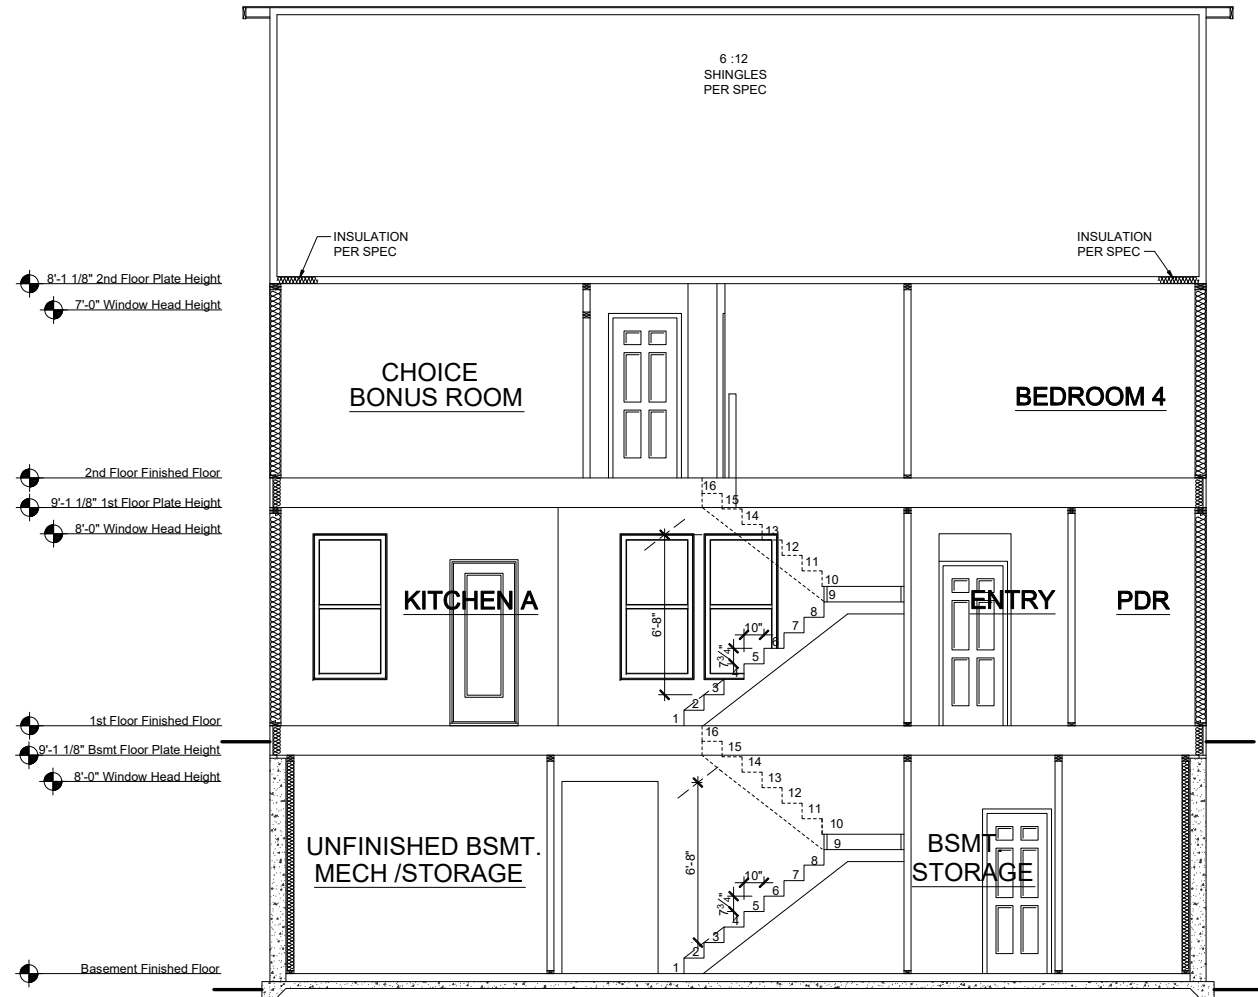 6 :12
SHINGLES
PER SPEC
INSULATION
PER SPEC
INSULATION
PER SPEC
8'-1 1/8" 2nd Floor Plate Height
7'-0" Window Head Height
CHOICE
BONUS ROOM
BEDROOM 4
2nd Floor Finished Floor
9'-1 1/8" 1st Floor Plate Height
8'-0" Window Head Height
16
15
14
13
12
11
10
9
8
7
6
5
4
3
2
1
10"
7 3/4"
6'-8"
KITCHEN A
ENTRY
PDR
1st Floor Finished Floor
9'-1 1/8" Bsmt Floor Plate Height
8'-0" Window Head Height
16
15
14
13
12
11
10
9
8
7
6
5
4
3
2
1
10"
7 3/4"
6'-8"
UNFINISHED BSMT.
MECH /STORAGE
BSMT
STORAGE
Basement Finished Floor